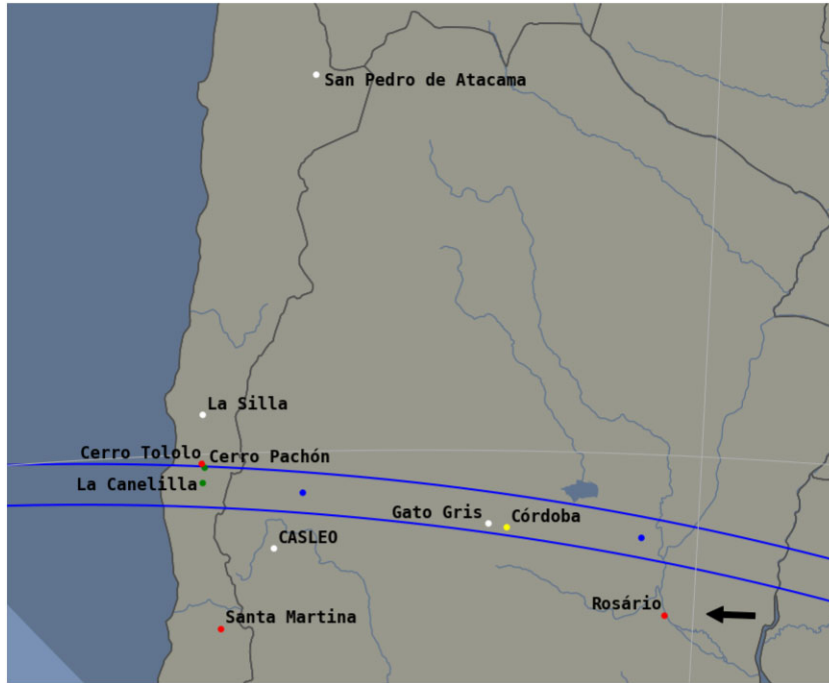 San Pedro de Atacama
La Silla
Cerro Tololo
Cerro Pachón
La Canelilla
Gato Gris
Córdoba
CASLEO
Rosário
Santa Martina